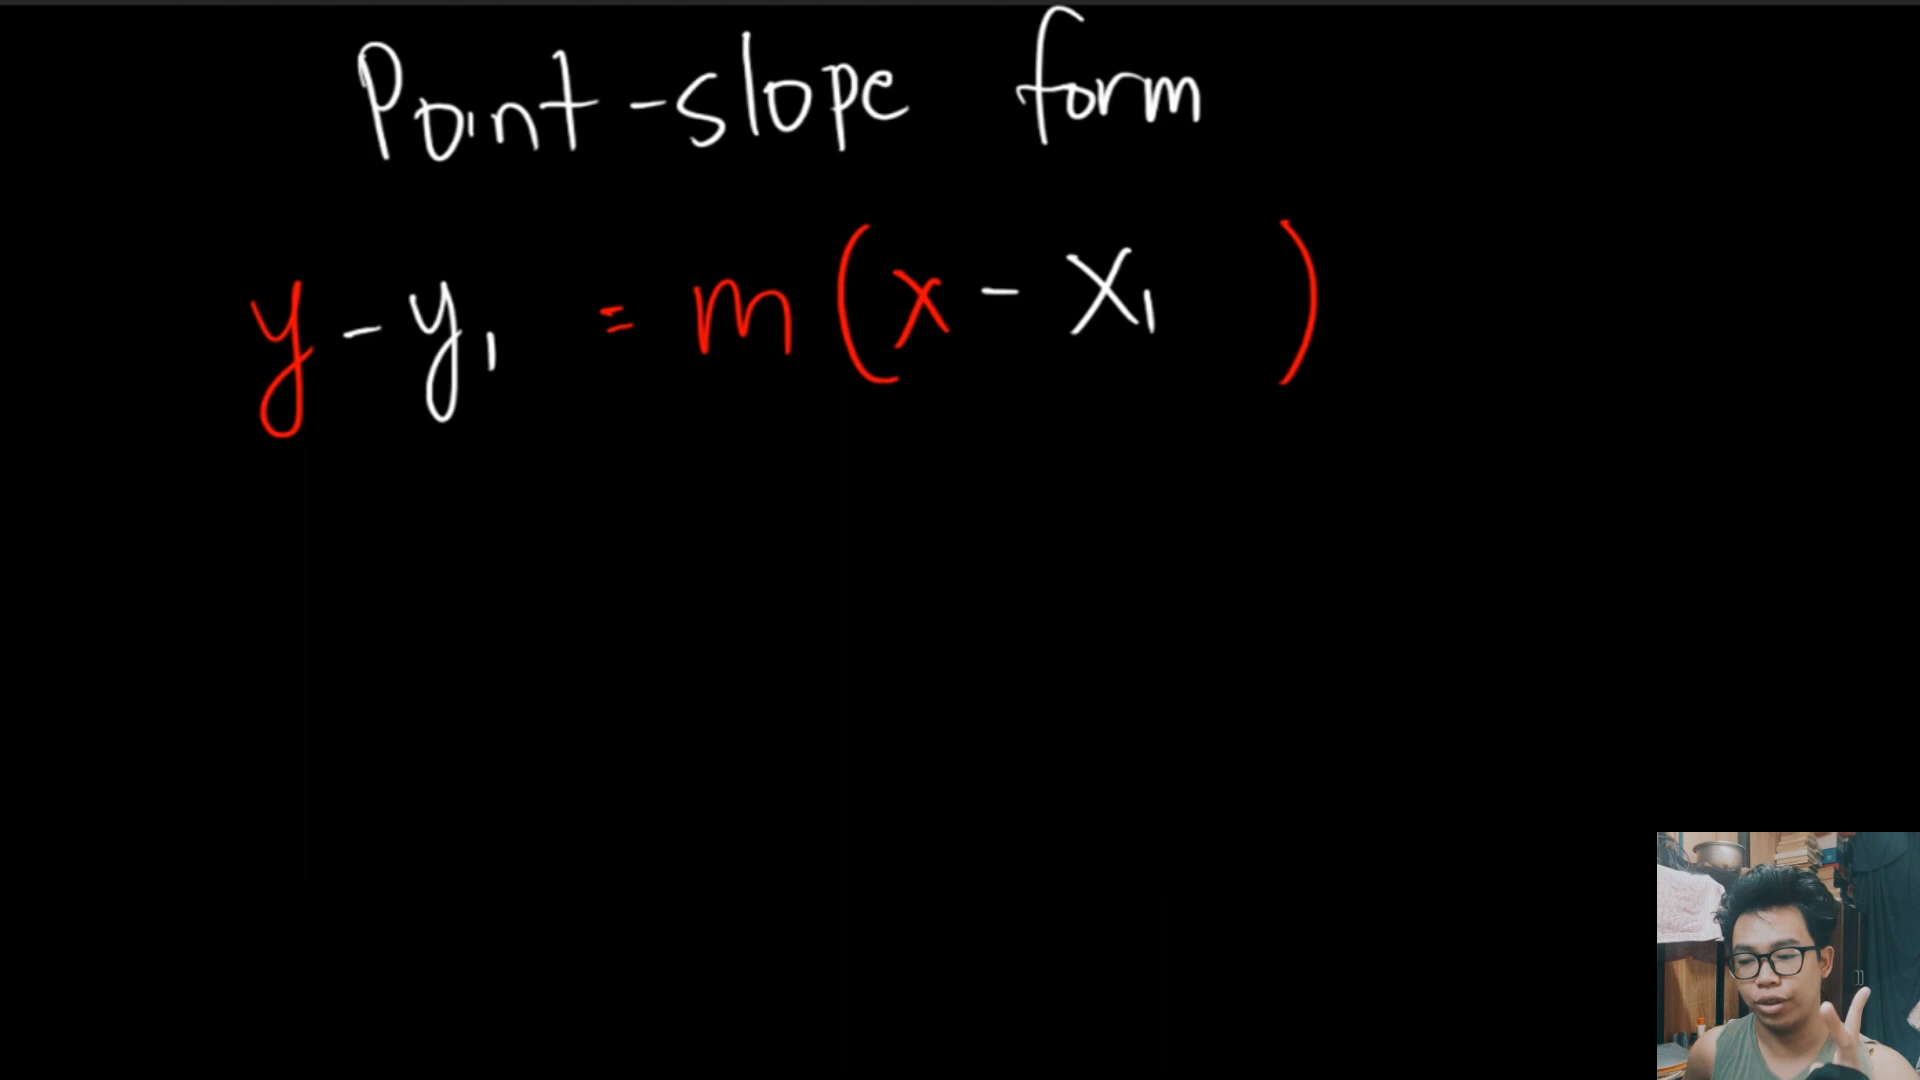 Point-slope form
y - y₁ = m (x - x₁ )